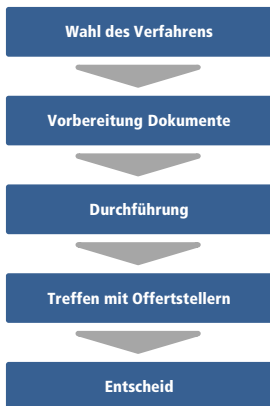 Wahl des Verfahrens
Vorbereitung Dokumente
Durchführung
Treffen mit Offertstellern
Entscheid